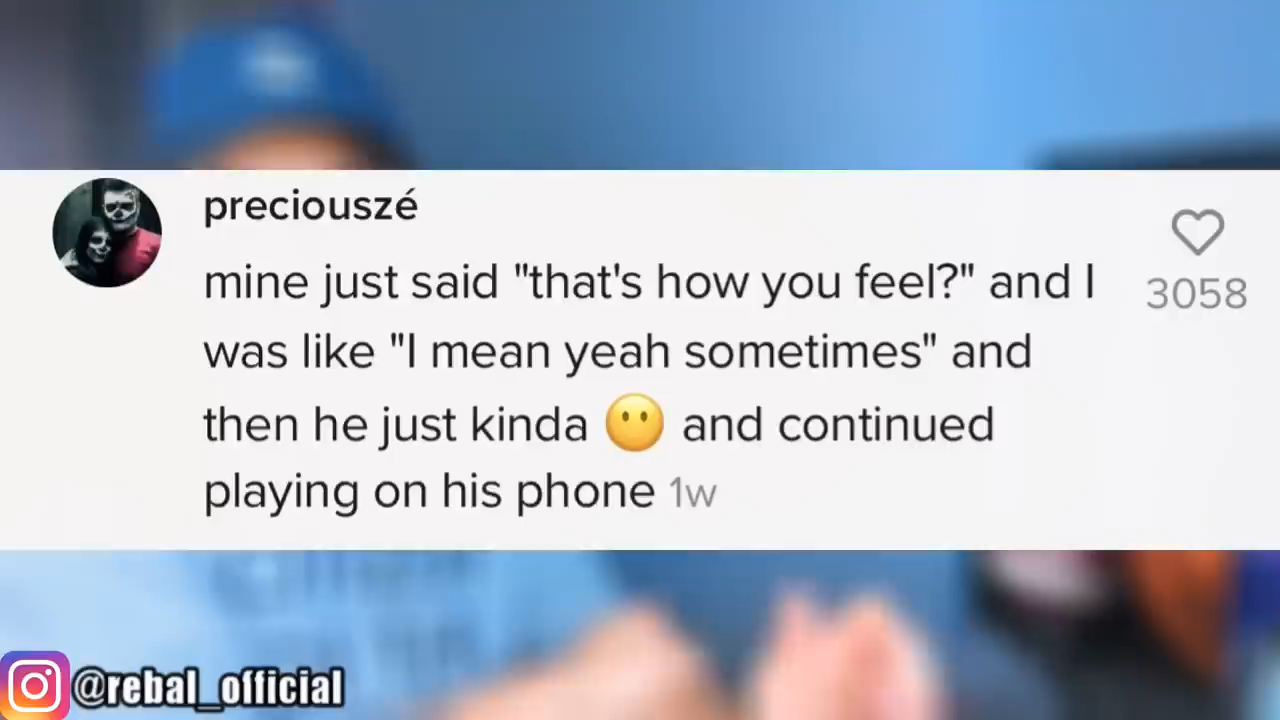 preciouszé
mine just said "that's how you feel?" and I
was like "I mean yeah sometimes" and
then he just kinda 😶 and continued
playing on his phone 1w
3058
@rebal_official